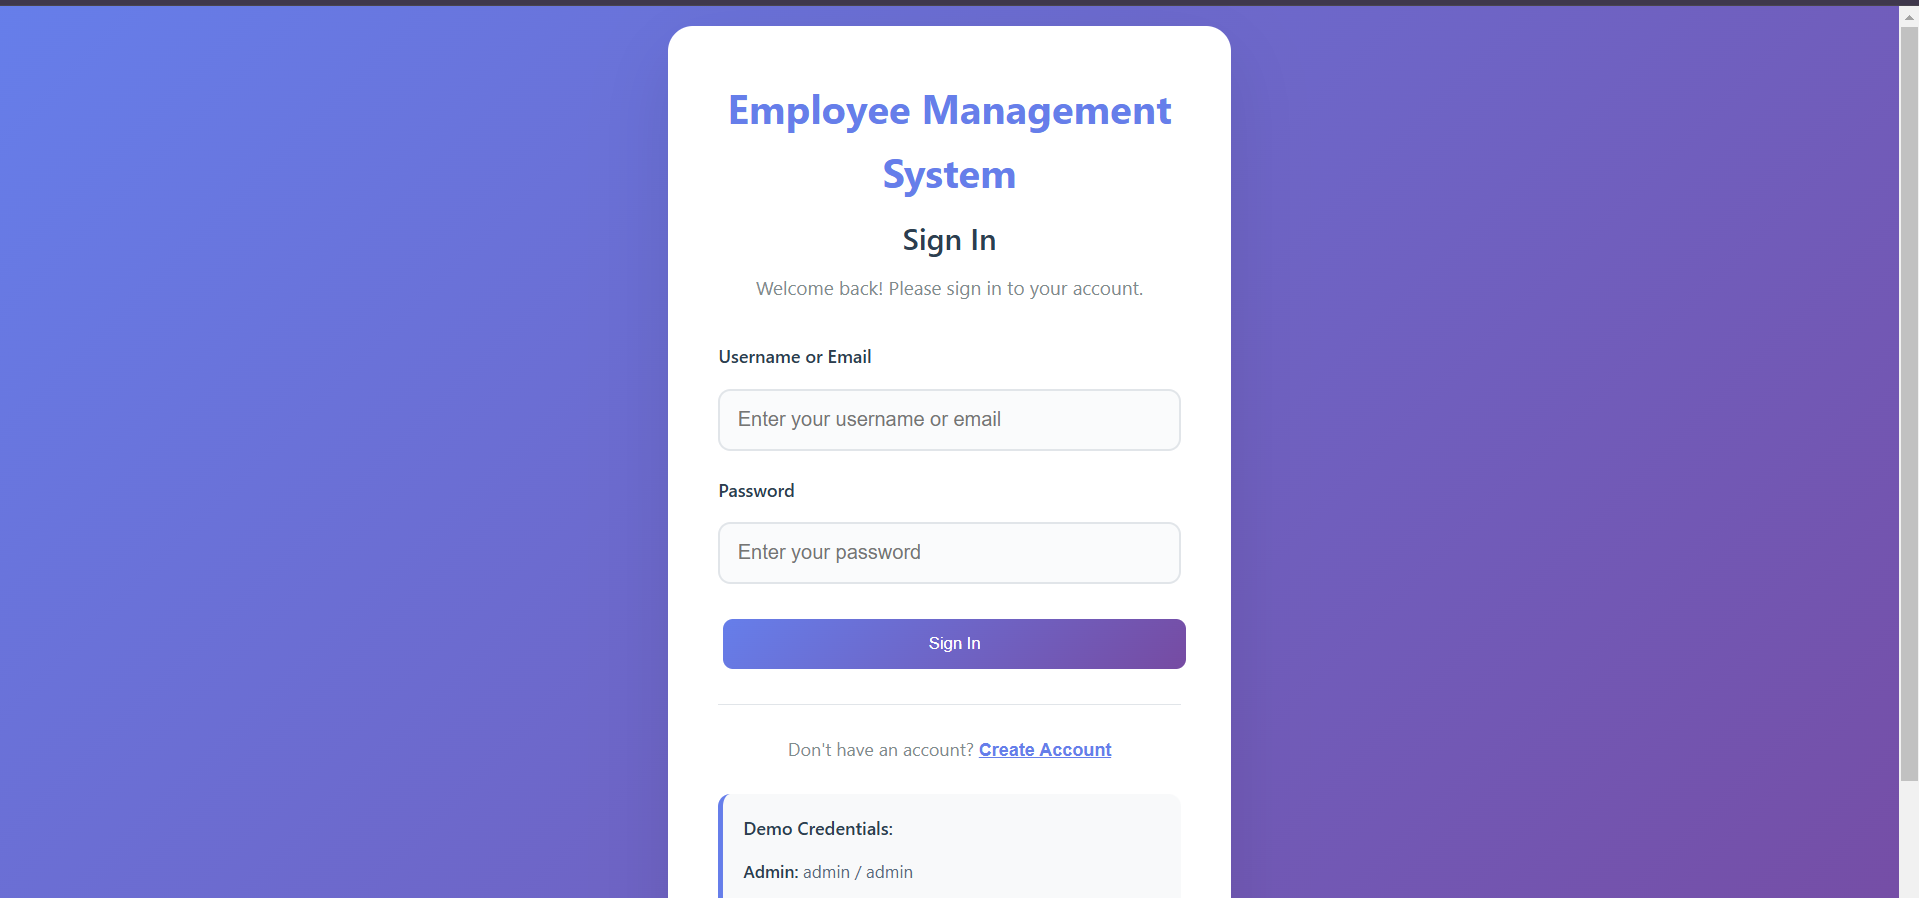 Employee Management
System
Sign In
Welcome back! Please sign in to your account.
Username or Email
Enter your username or email
Password
Enter your password
Sign In
Don't have an account? Create Account
Demo Credentials:
Admin: admin / admin